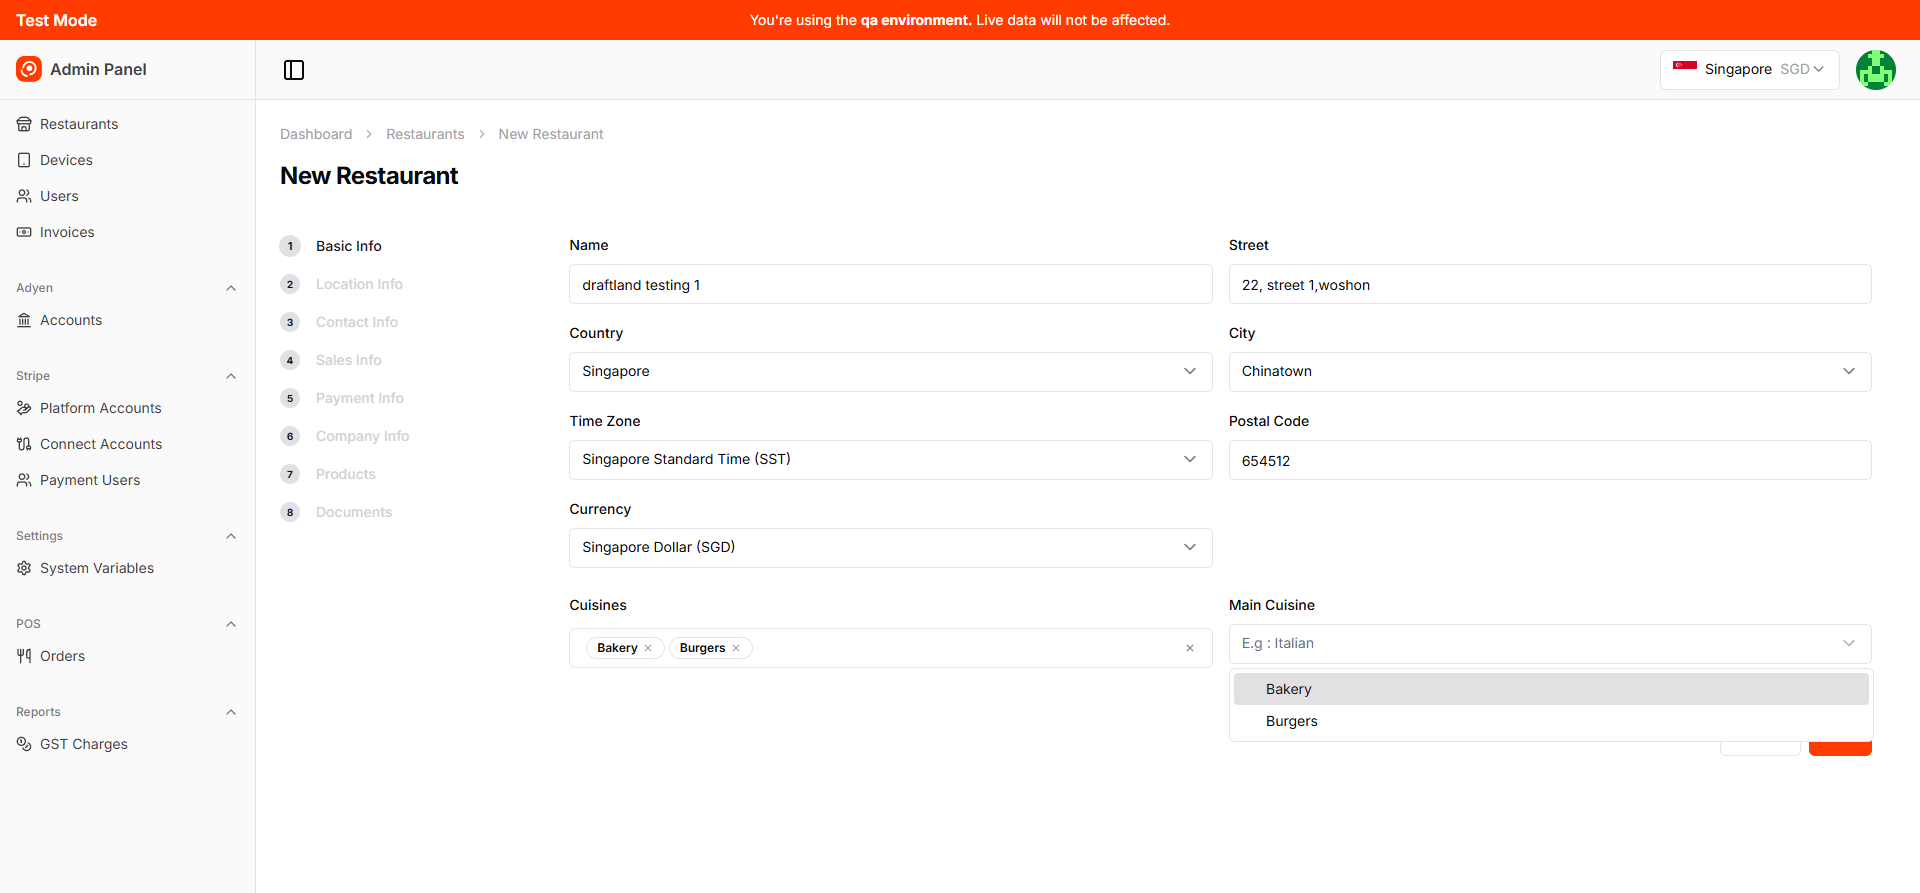 Test Mode
You're using the qa environment. Live data will not be affected.
Admin Panel
Singapore SGD
Restaurants
Devices
Users
Invoices
Adyen
Accounts
Stripe
Platform Accounts
Connect Accounts
Payment Users
Settings
System Variables
POS
Orders
Reports
GST Charges
Dashboard > Restaurants > New Restaurant
New Restaurant
1 Basic Info
2 Location Info
3 Contact Info
4 Sales Info
5 Payment Info
6 Company Info
7 Products
8 Documents
Name
draftland testing 1
Street
22, street 1,woshon
Country
Singapore
City
Chinatown
Time Zone
Singapore Standard Time (SST)
Postal Code
654512
Currency
Singapore Dollar (SGD)
Cuisines
Bakery × Burgers × ×
Main Cuisine
E.g : Italian
Bakery
Burgers